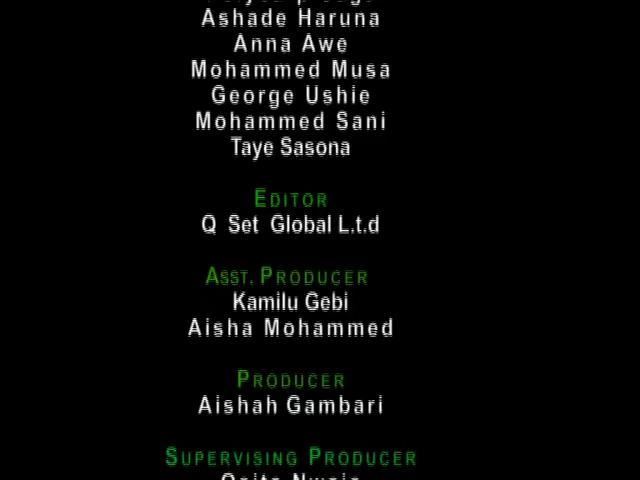 Ashade Haruna
Anna Awe
Mohammed Musa
George Ushie
Mohammed Sani
Taye Sasona
EDITOR
Q Set Global L.t.d
ASST. PRODUCER
Kamilu Gebi
Aisha Mohammed
PRODUCER
Aishah Gambari
SUPERVISING PRODUCER